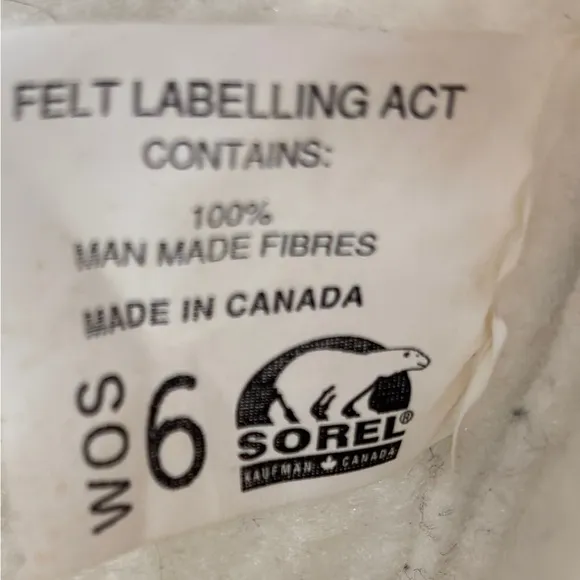 FELT LABELLING ACT
CONTAINS:
100%
MAN MADE FIBRES
MADE IN CANADA
WOS
6
SOREL®
KAUFMAN CANADA